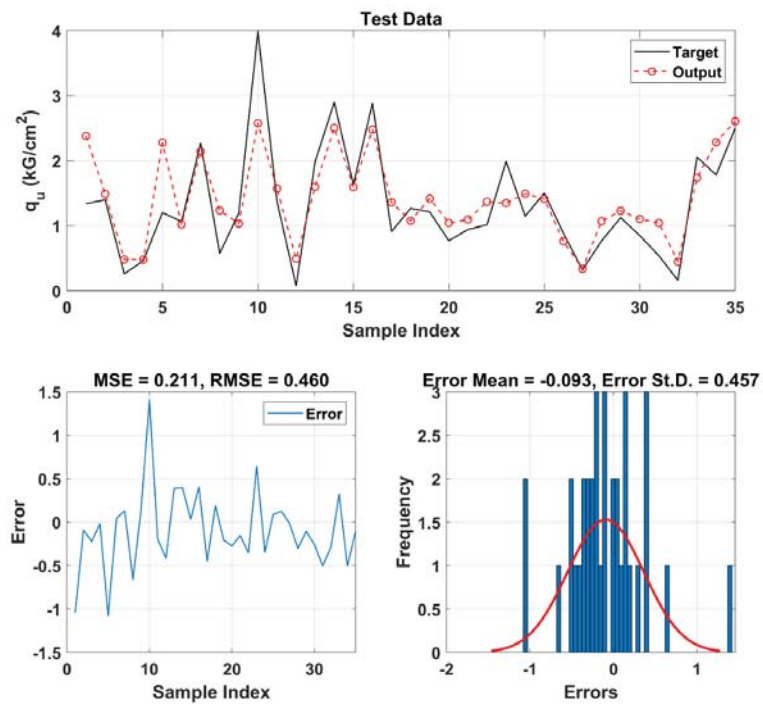 Test Data
4
3
2
1
0
q_u (kG/cm^2)
Target
Output
0 5 10 15 20 25 30 35
Sample Index
MSE = 0.211, RMSE = 0.460
1.5
1
0.5
0
-0.5
-1
-1.5
Error
Error
0 10 20 30
Sample Index
Error Mean = -0.093, Error St.D. = 0.457
3
2.5
2
1.5
1
0.5
0
Frequency
-2 -1 0 1
Errors